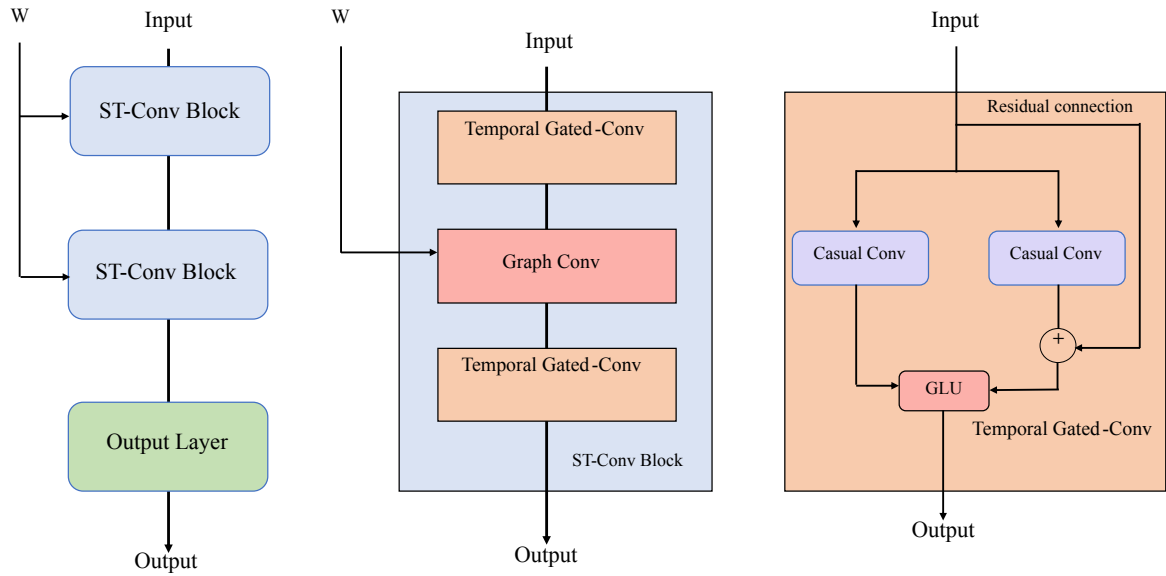 W
Input
ST-Conv Block
ST-Conv Block
Output Layer
Output
W
Input
Temporal Gated-Conv
Graph Conv
Temporal Gated-Conv
ST-Conv Block
Output
Input
Residual connection
Casual Conv
Casual Conv
+
GLU
Temporal Gated-Conv
Output